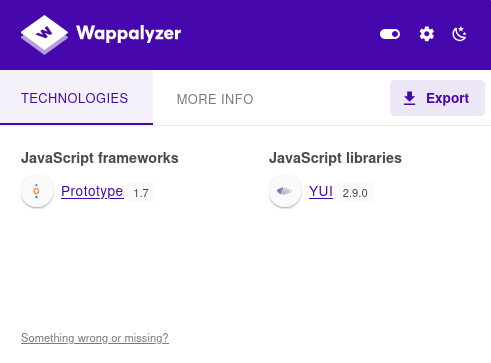 Wappalyzer
TECHNOLOGIES
MORE INFO
Export
JavaScript frameworks
Prototype 1.7
JavaScript libraries
YUI 2.9.0
Something wrong or missing?